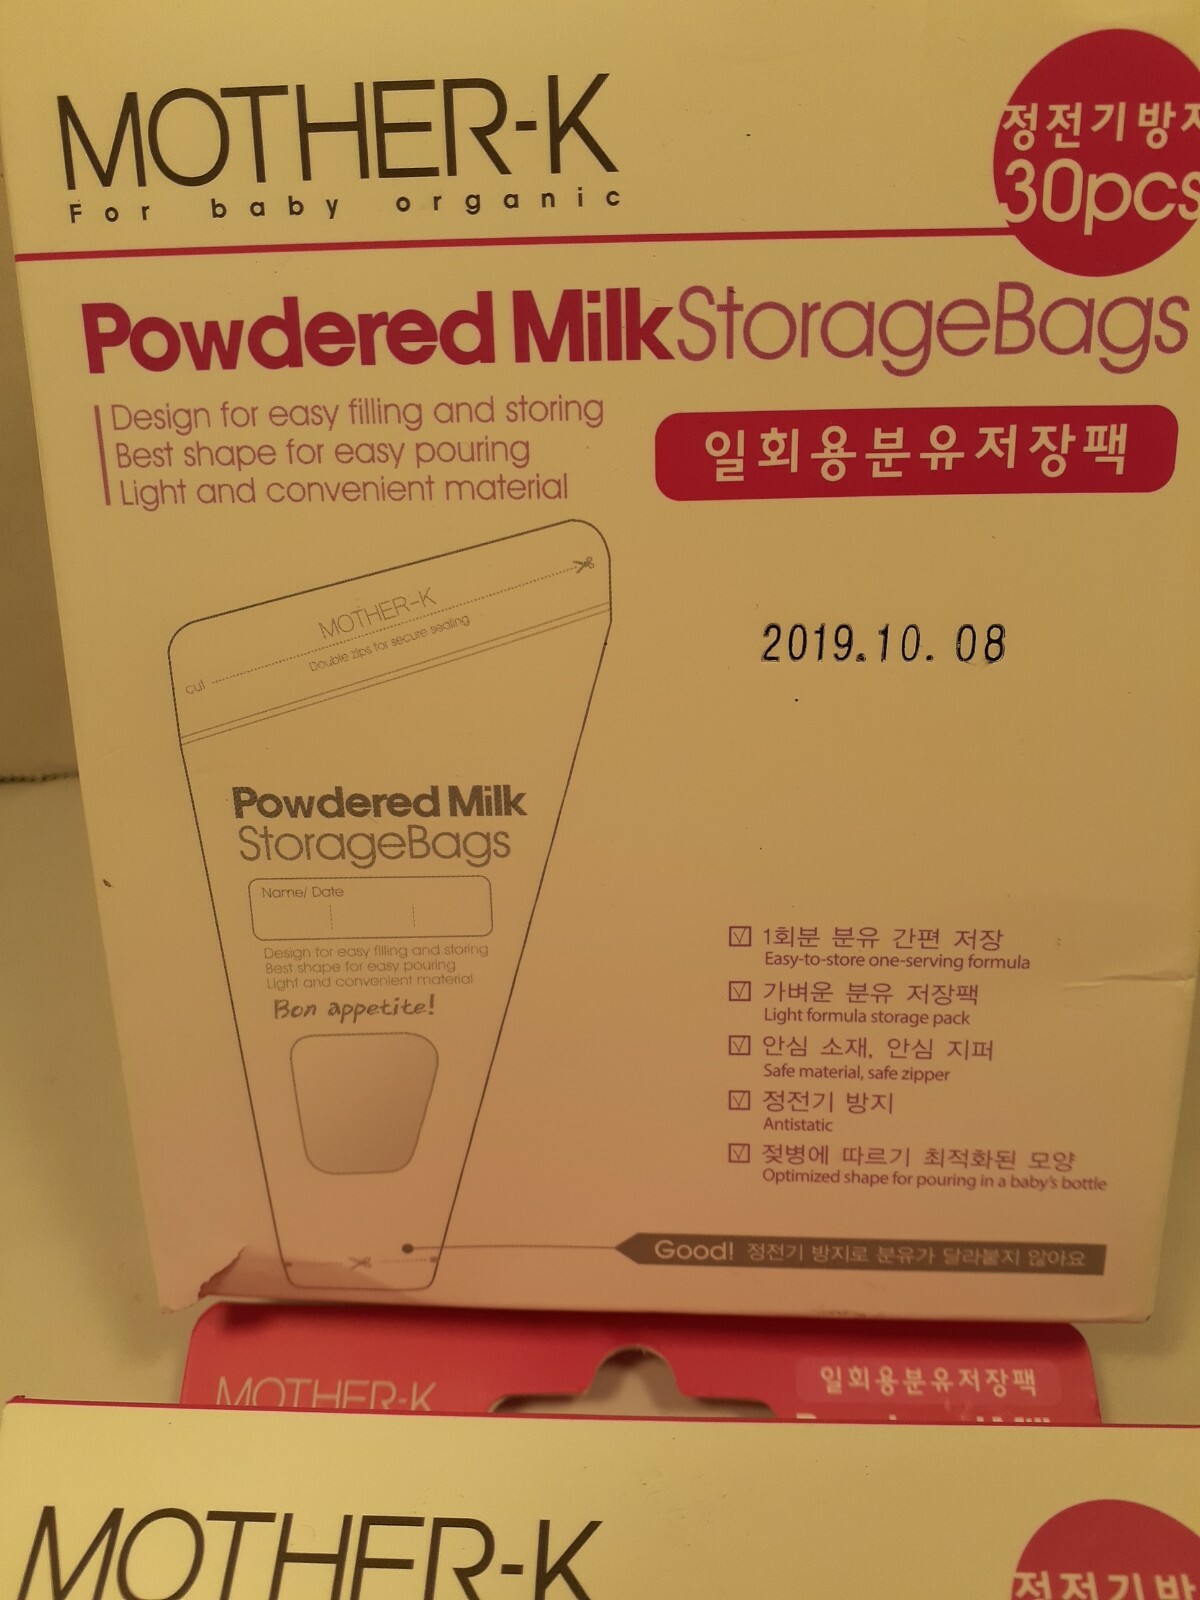 MOTHER-K
For baby organic
정전기방지
30pcs
Powdered Milk StorageBags
Design for easy filling and storing
Best shape for easy pouring
Light and convenient material
일회용분유저장팩
MOTHER-K
cut
Double zips for secure sealing
2019.10.08
Powdered Milk
StorageBags
Name/ Date
Design for easy filling and storing
Best shape for easy pouring
Light and convenient material
Bon appetite!
1회분 분유 간편 저장
Easy-to-store one-serving formula
가벼운 분유 저장팩
Light formula storage pack
안심 소재, 안심 지퍼
Safe material, safe zipper
정전기 방지
Antistatic
젖병에 따르기 최적화된 모양
Optimized shape for pouring in a baby's bottle
Good! 정전기 방지로 분유가 달라붙지 않아요
MOTHER-K
일회용분유저장팩
MOTHER-K